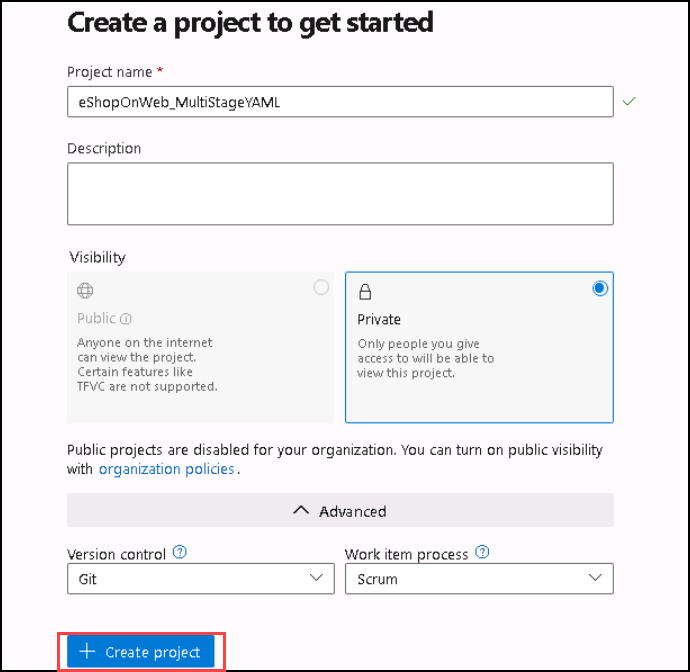 Create a project to get started
Project name *
eShopOnWeb_MultiStageYAML
Description
Visibility
Public
Anyone on the internet
can view the project.
Certain features like
TFVC are not supported.
Private
Only people you give
access to will be able to
view this project.
Public projects are disabled for your organization. You can turn on public visibility
with organization policies.
Advanced
Version control ?
Work item process ?
Git
Scrum
+ Create project